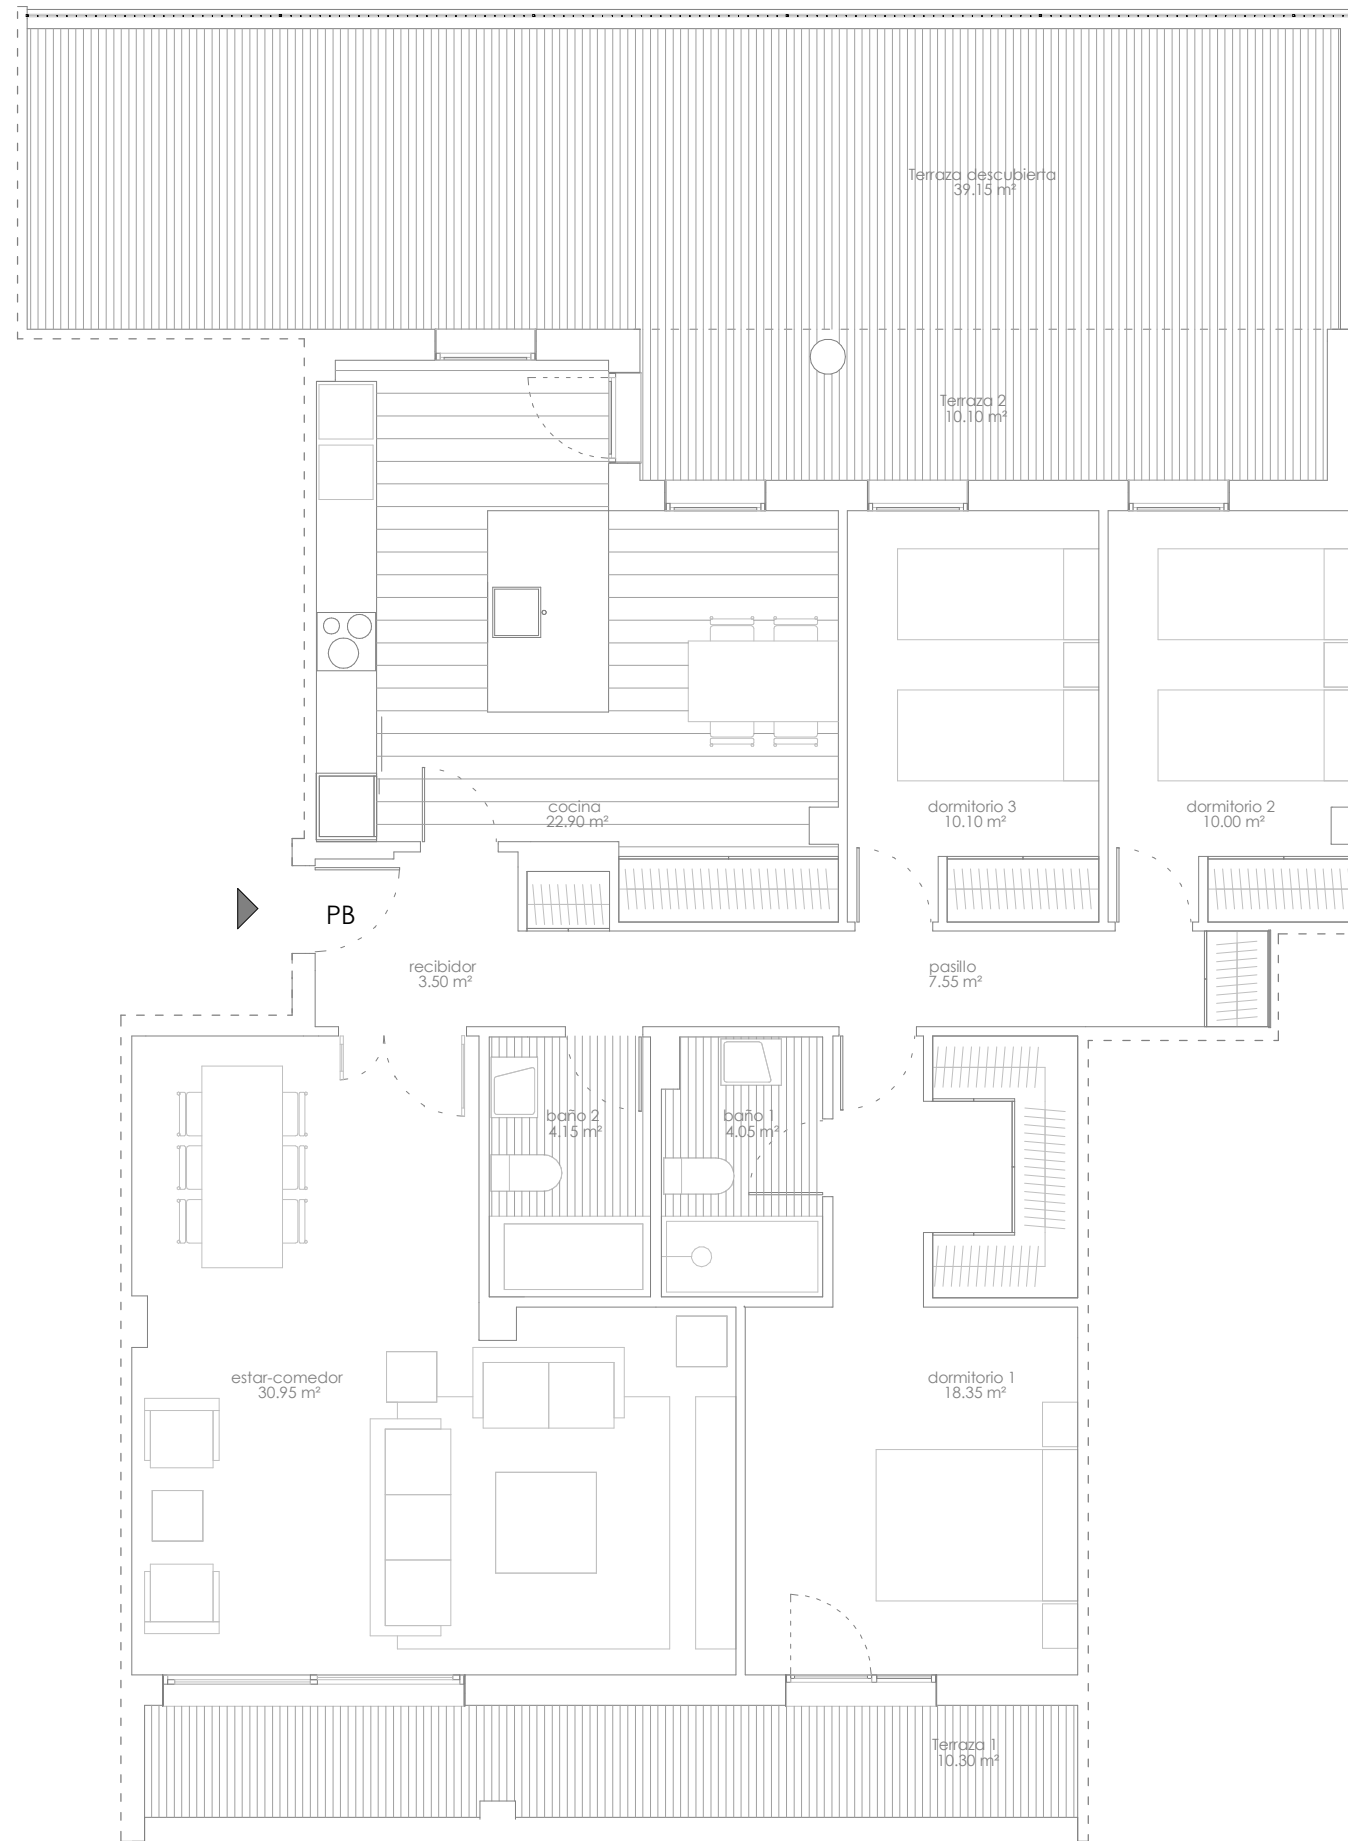 Terraza descubierta
39.15 m²
Terraza 2
10.10 m²
cocina
22.90 m²
dormitorio 3
10.10 m²
dormitorio 2
10.00 m²
PB
recibidor
3.50 m²
pasillo
7.55 m²
baño 2
4.15 m²
baño 1
4.05 m²
estar-comedor
30.95 m²
dormitorio 1
18.35 m²
Terraza 1
10.30 m²